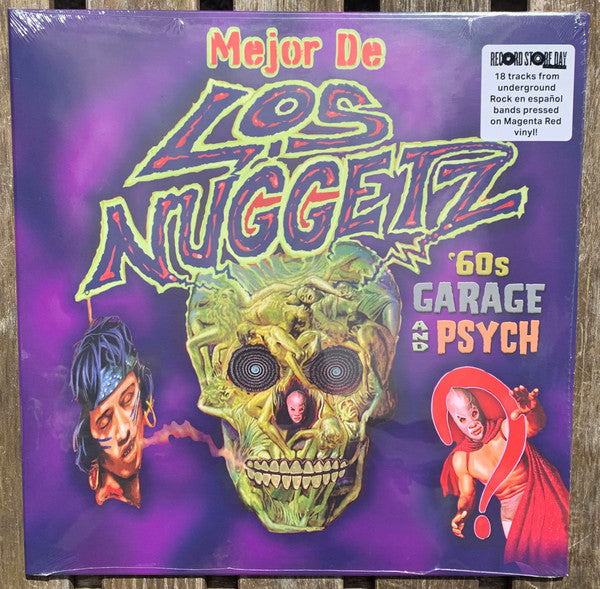 Mejor De
LOS
NUGGETZ
'60s
GARAGE
AND PSYCH
RECORD STORE DAY
18 tracks from
underground
Rock en español
bands pressed
on Magenta Red
vinyl!
?